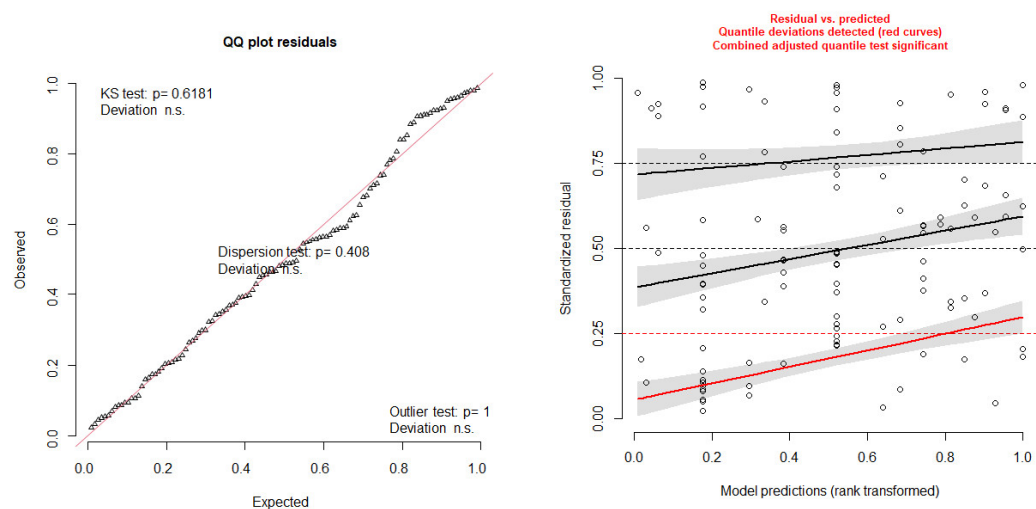 QQ plot residuals
KS test: p= 0.6181
Deviation n.s.
Dispersion test: p= 0.408
Deviation n.s.
Outlier test: p= 1
Deviation n.s.
Observed
0.0
0.2
0.4
0.6
0.8
1.0
0.0 0.2 0.4 0.6 0.8 1.0
Expected
Residual vs. predicted
Quantile deviations detected (red curves)
Combined adjusted quantile test significant
Standardized residual
0.00
0.25
0.50
0.75
1.00
0.0 0.2 0.4 0.6 0.8 1.0
Model predictions (rank transformed)